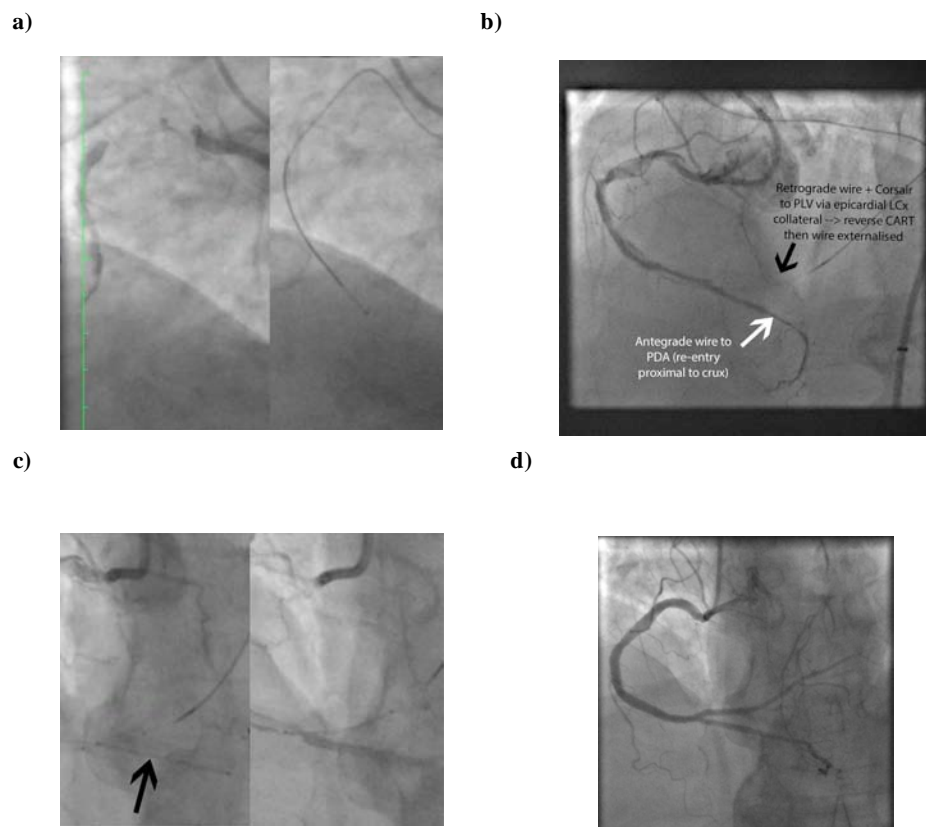 a)
b)
Retrograde wire + Corsair
to PLV via epicardial LCx
collateral --> reverse CART
then wire externalised
Antegrade wire to
PDA (re-entry
proximal to crux)
c)
d)